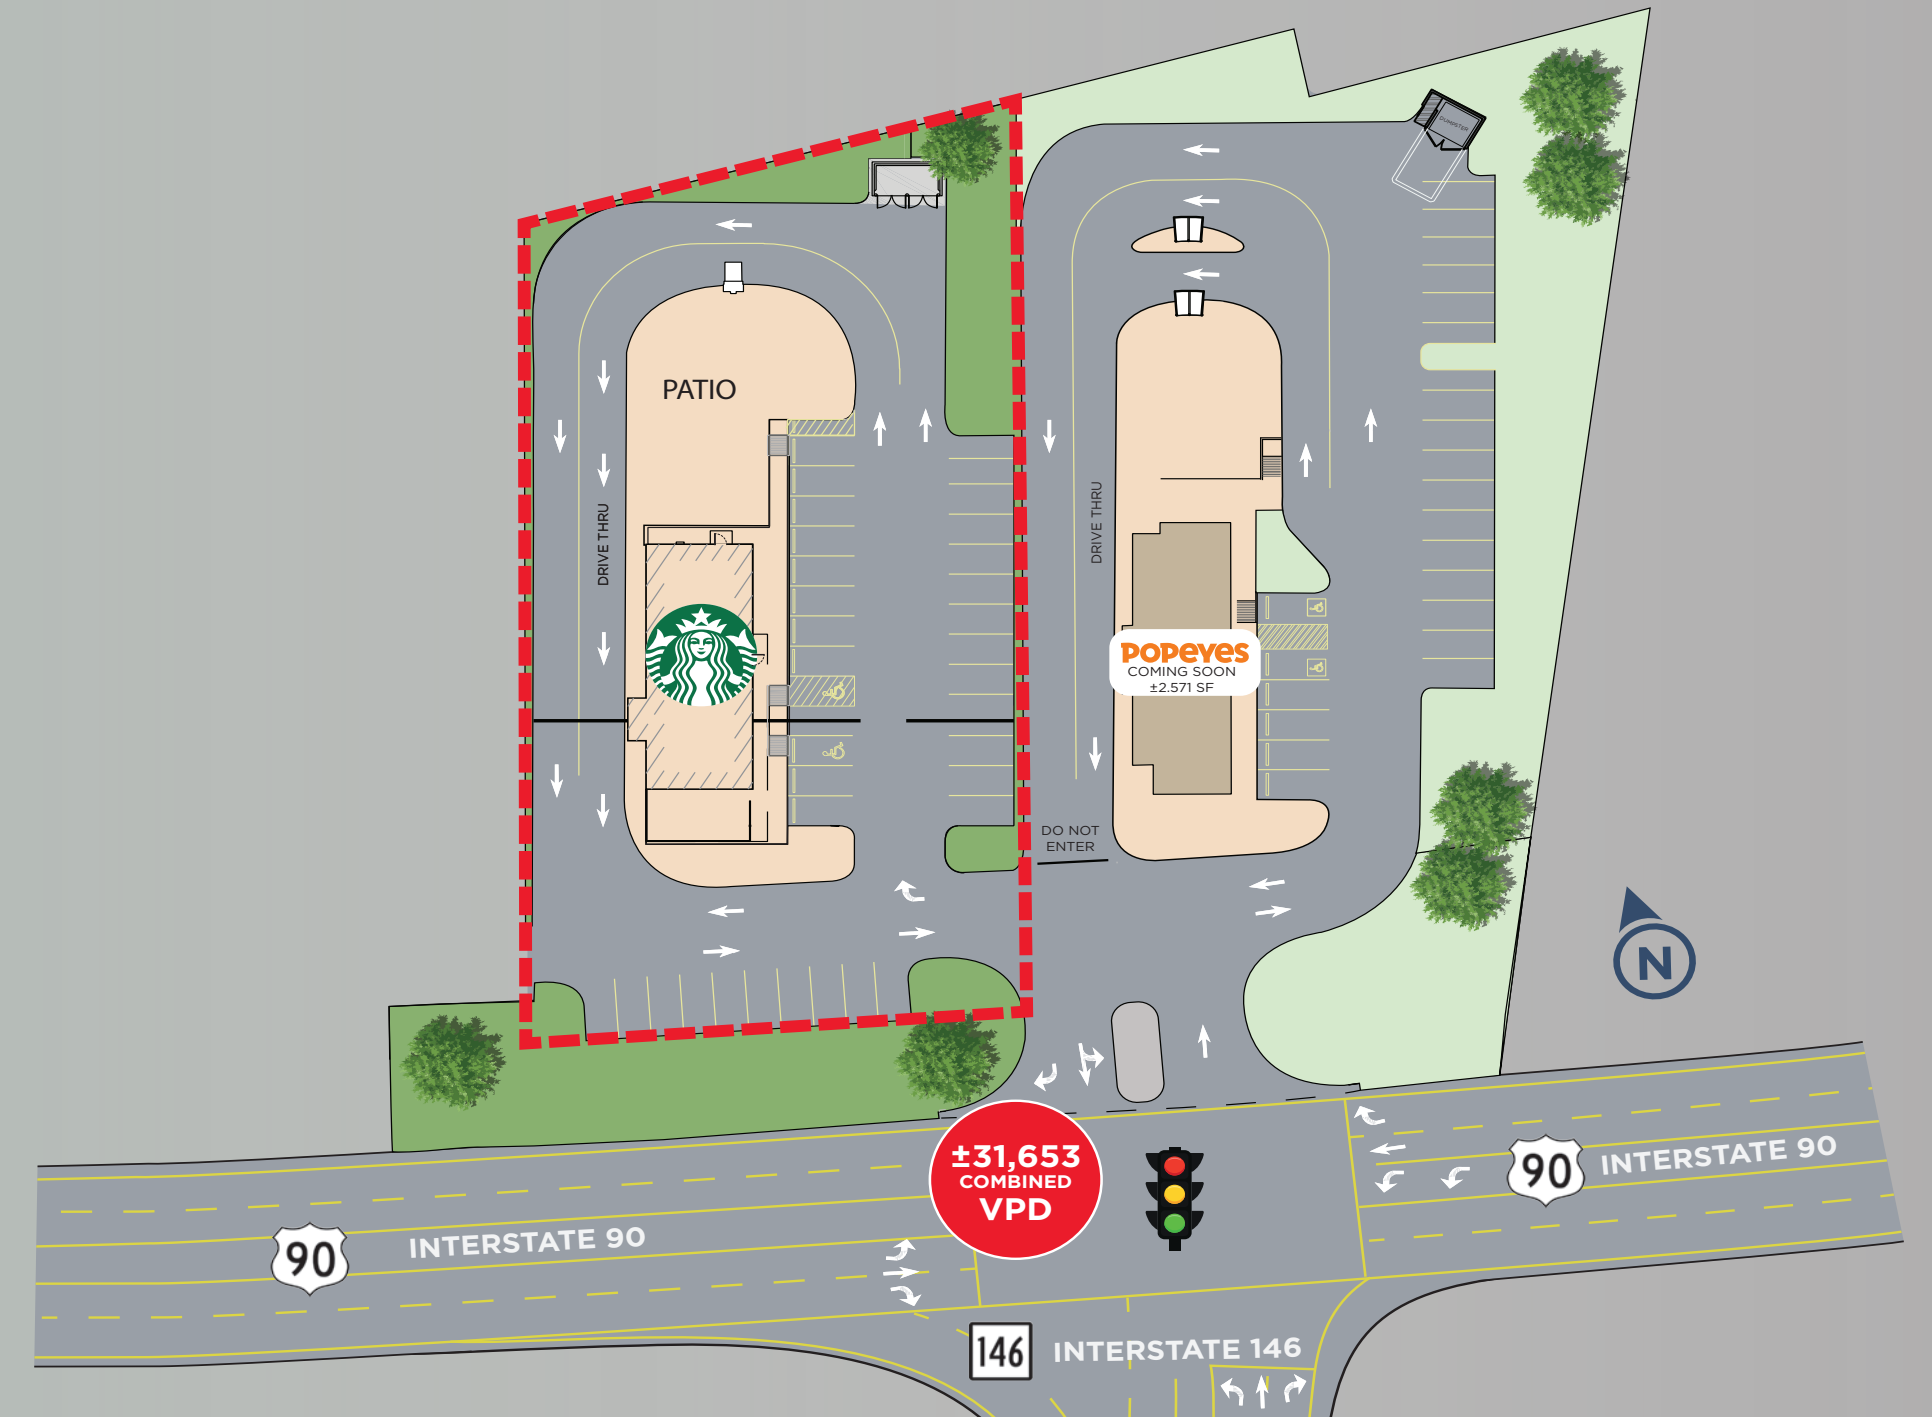 DUMPSTER
PATIO
DRIVE THRU
DRIVE THRU
POPEYES
COMING SOON
±2.571 SF
DO NOT
ENTER
N
±31,653
COMBINED
VPD
90
INTERSTATE 90
90
INTERSTATE 90
146
INTERSTATE 146